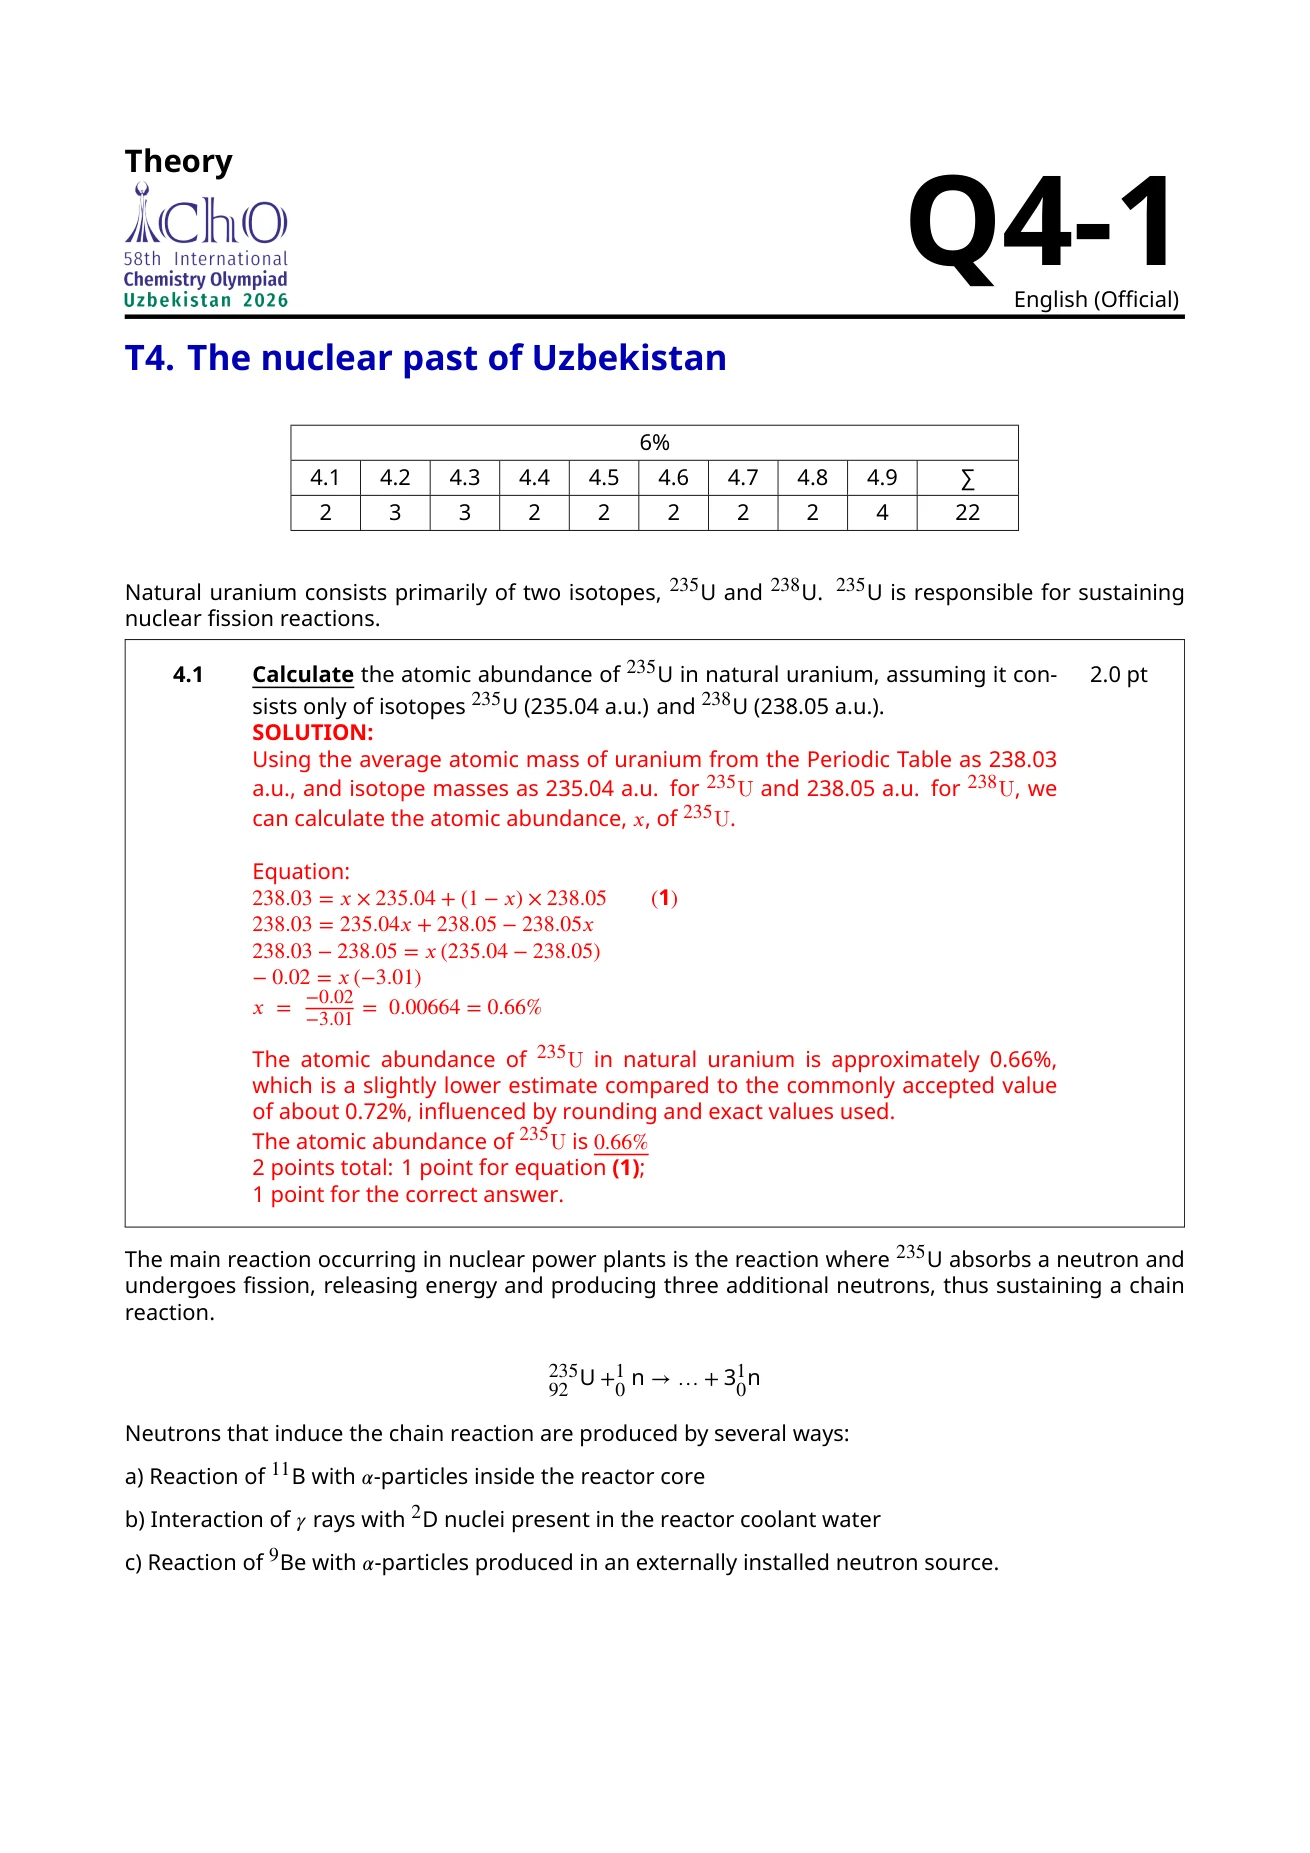 Theory
IChO
58th International
Chemistry Olympiad
Uzbekistan 2026
Q4-1
English (Official)
T4. The nuclear past of Uzbekistan
6%
4.1 4.2 4.3 4.4 4.5 4.6 4.7 4.8 4.9 ∑
2 3 3 2 2 2 2 2 4 22
Natural uranium consists primarily of two isotopes, ²³⁵U and ²³⁸U. ²³⁵U is responsible for sustaining
nuclear fission reactions.
4.1 Calculate the atomic abundance of ²³⁵U in natural uranium, assuming it con- 2.0 pt
sists only of isotopes ²³⁵U (235.04 a.u.) and ²³⁸U (238.05 a.u.).
SOLUTION:
Using the average atomic mass of uranium from the Periodic Table as 238.03
a.u., and isotope masses as 235.04 a.u. for ²³⁵U and 238.05 a.u. for ²³⁸U, we
can calculate the atomic abundance, x, of ²³⁵U.
Equation:
238.03 = x × 235.04 + (1 − x) × 238.05 (1)
238.03 = 235.04x + 238.05 − 238.05x
238.03 − 238.05 = x (235.04 − 238.05)
− 0.02 = x (−3.01)
x = −0.02/−3.01 = 0.00664 = 0.66%
The atomic abundance of ²³⁵U in natural uranium is approximately 0.66%,
which is a slightly lower estimate compared to the commonly accepted value
of about 0.72%, influenced by rounding and exact values used.
The atomic abundance of ²³⁵U is 0.66%
2 points total: 1 point for equation (1);
1 point for the correct answer.
The main reaction occurring in nuclear power plants is the reaction where ²³⁵U absorbs a neutron and
undergoes fission, releasing energy and producing three additional neutrons, thus sustaining a chain
reaction.
²³⁵₉₂U +¹₀ n → … + 3¹₀n
Neutrons that induce the chain reaction are produced by several ways:
a) Reaction of ¹¹B with α-particles inside the reactor core
b) Interaction of γ rays with ²D nuclei present in the reactor coolant water
c) Reaction of ⁹Be with α-particles produced in an externally installed neutron source.